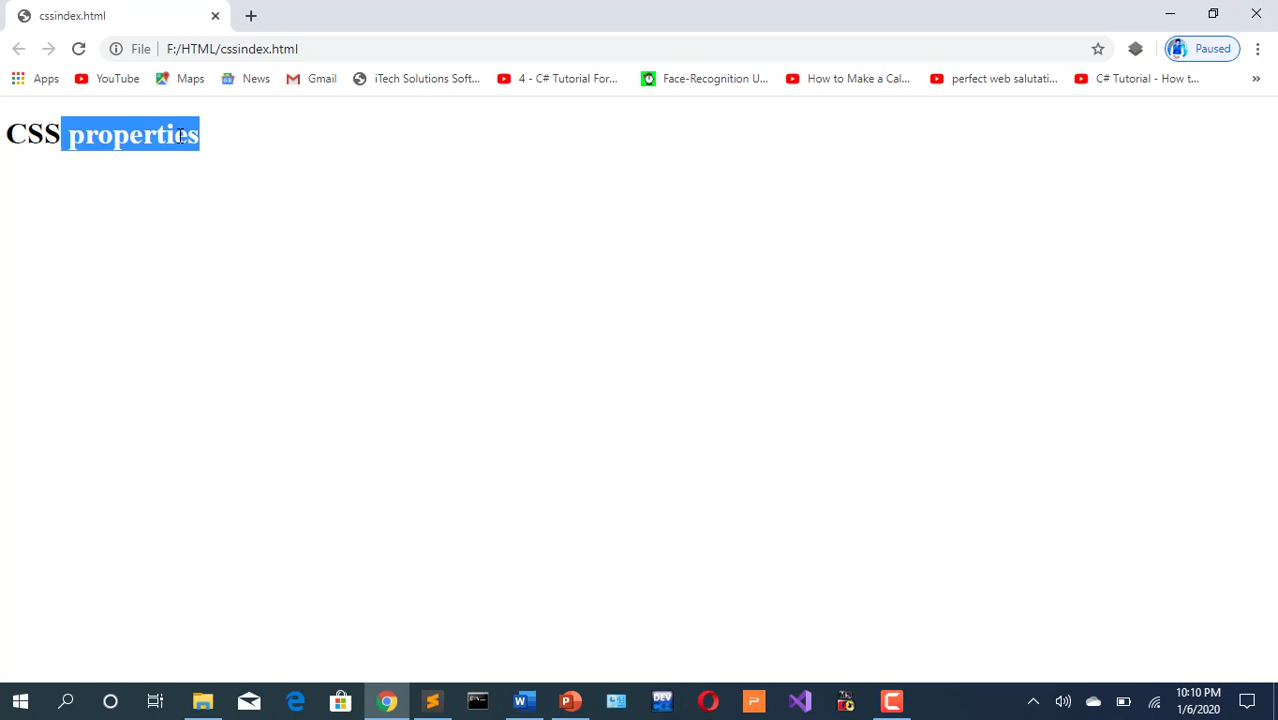 cssindex.html
File F:/HTML/cssindex.html Paused
Apps YouTube Maps News Gmail iTech Solutions Soft... 4 - C# Tutorial For... Face-Recognition U... How to Make a Cal... perfect web salutati... C# Tutorial - How t... »
CSS properties
DEV
10:10 PM
1/6/2020